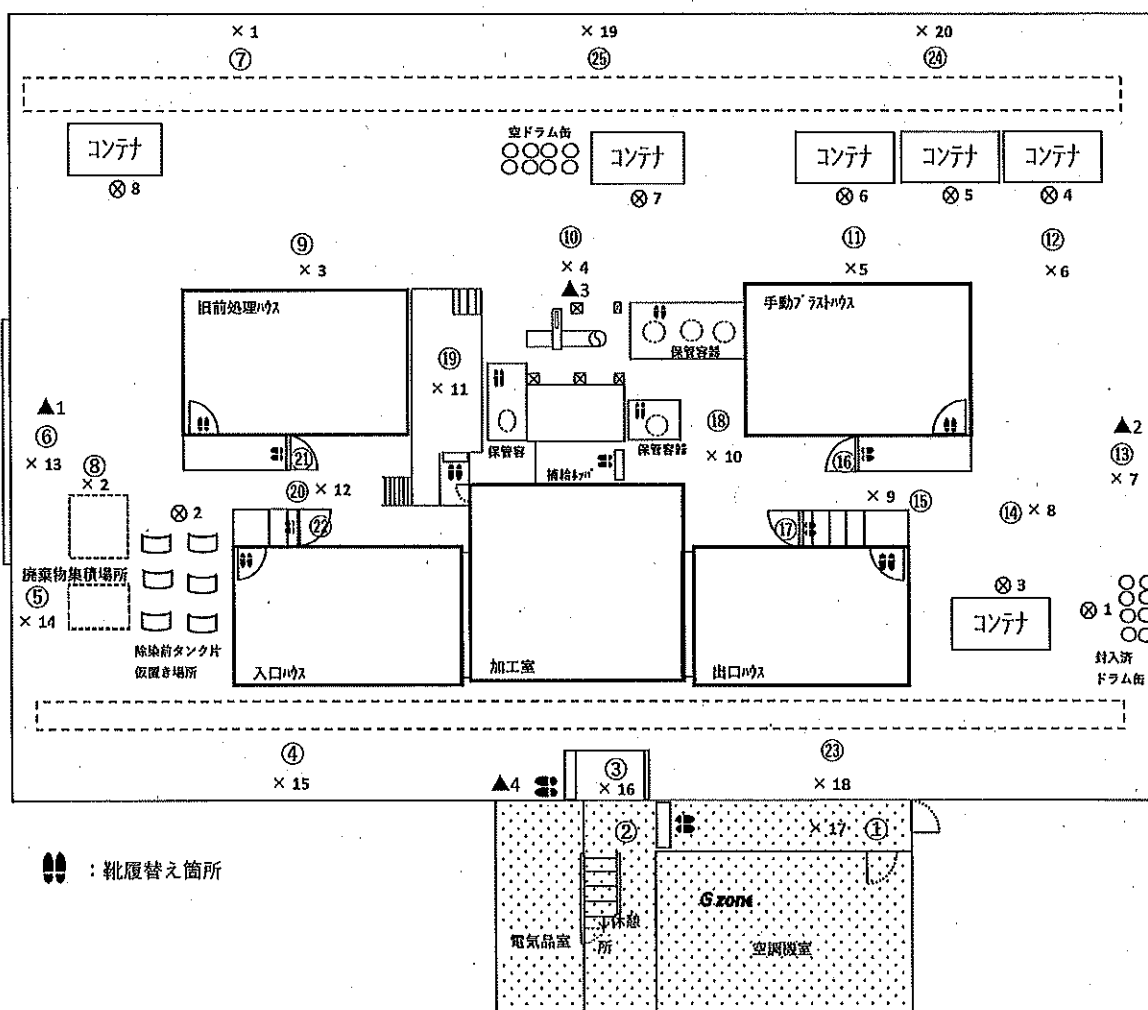 × 1
× 19
× 20
⑦
㉕
㉔
コンテナ
空ドラム缶
コンテナ
コンテナ
コンテナ
コンテナ
⊗ 8
⊗ 7
⊗ 6
⊗ 5
⊗ 4
⑨
⑩
⑪
⑫
× 3
× 4
× 5
× 6
▲3
旧前処理ハウス
手動ブラストハウス
保管容器
⑲
× 11
▲1
⑥
× 13
⑧
× 2
▲2
⑬
× 7
⑱
× 10
保管容
保管容器
補給ホッパ
㉑
⑯
⑳
× 12
× 9
⑮
⑭
× 8
⊗ 2
㉒
⑰
廃棄物集積場所
⑤
× 14
⊗ 3
⊗ 1
コンテナ
除染前タンク片
仮置き場所
入口ハウス
加工室
出口ハウス
封入済
ドラム缶
④
× 15
▲4
③
× 16
㉓
× 18
②
× 17
①
：靴履替え箇所
G zone
休憩
所
電気品室
空調機室